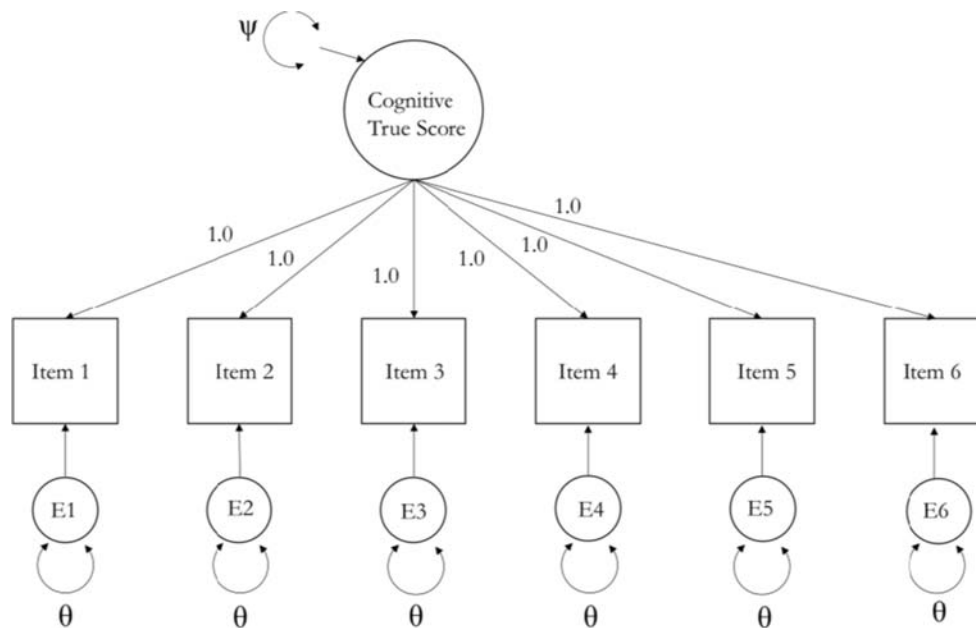 ψ
Cognitive
True Score
1.0
1.0
1.0
1.0
1.0
1.0
Item 1
Item 2
Item 3
Item 4
Item 5
Item 6
E1
E2
E3
E4
E5
E6
θ
θ
θ
θ
θ
θ